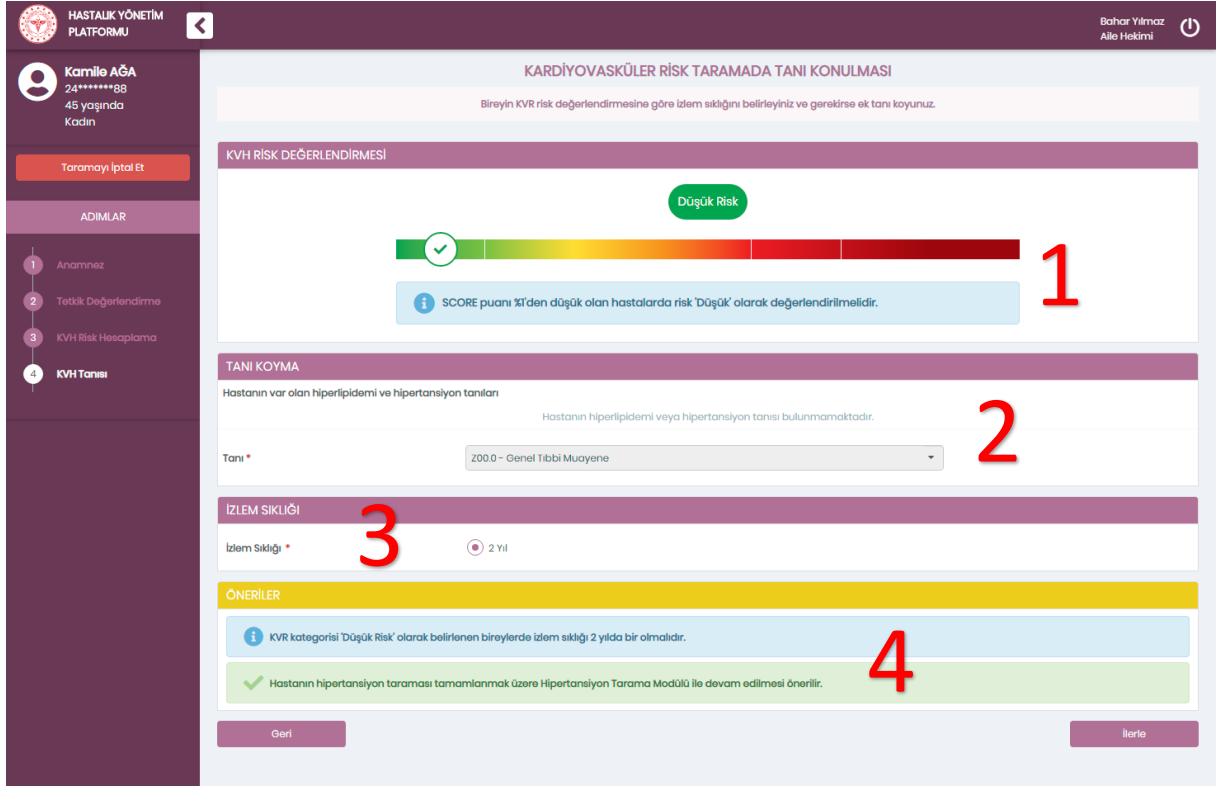 HASTALIK YÖNETİM
PLATFORMU
Bahar Yılmaz
Aile Hekimi
Kamile AĞA
24*******88
45 yaşında
Kadın
Taramayı İptal Et
ADIMLAR
1 Anamnez
2 Tetkik Değerlendirme
3 KVH Risk Hesaplama
4 KVH Tanısı
KARDİYOVASKÜLER RİSK TARAMADA TANI KONULMASI
Bireyin KVR risk değerlendirmesine göre izlem sıklığını belirleyiniz ve gerekirse ek tanı koyunuz.
KVH RİSK DEĞERLENDİRMESİ
Düşük Risk
1
SCORE puanı %1'den düşük olan hastalarda risk 'Düşük' olarak değerlendirilmelidir.
TANI KOYMA
Hastanın var olan hiperlipidemi ve hipertansiyon tanıları
Hastanın hiperlipidemi veya hipertansiyon tanısı bulunmamaktadır.
2
Tanı * Z00.0 - Genel Tıbbi Muayene
İZLEM SIKLIĞI
3
İzlem Sıklığı * 2 Yıl
ÖNERİLER
KVR kategorisi 'Düşük Risk' olarak belirlenen bireylerde izlem sıklığı 2 yılda bir olmalıdır.
4
Hastanın hipertansiyon taraması tamamlanmak üzere Hipertansiyon Tarama Modülü ile devam edilmesi önerilir.
Geri
İlerle